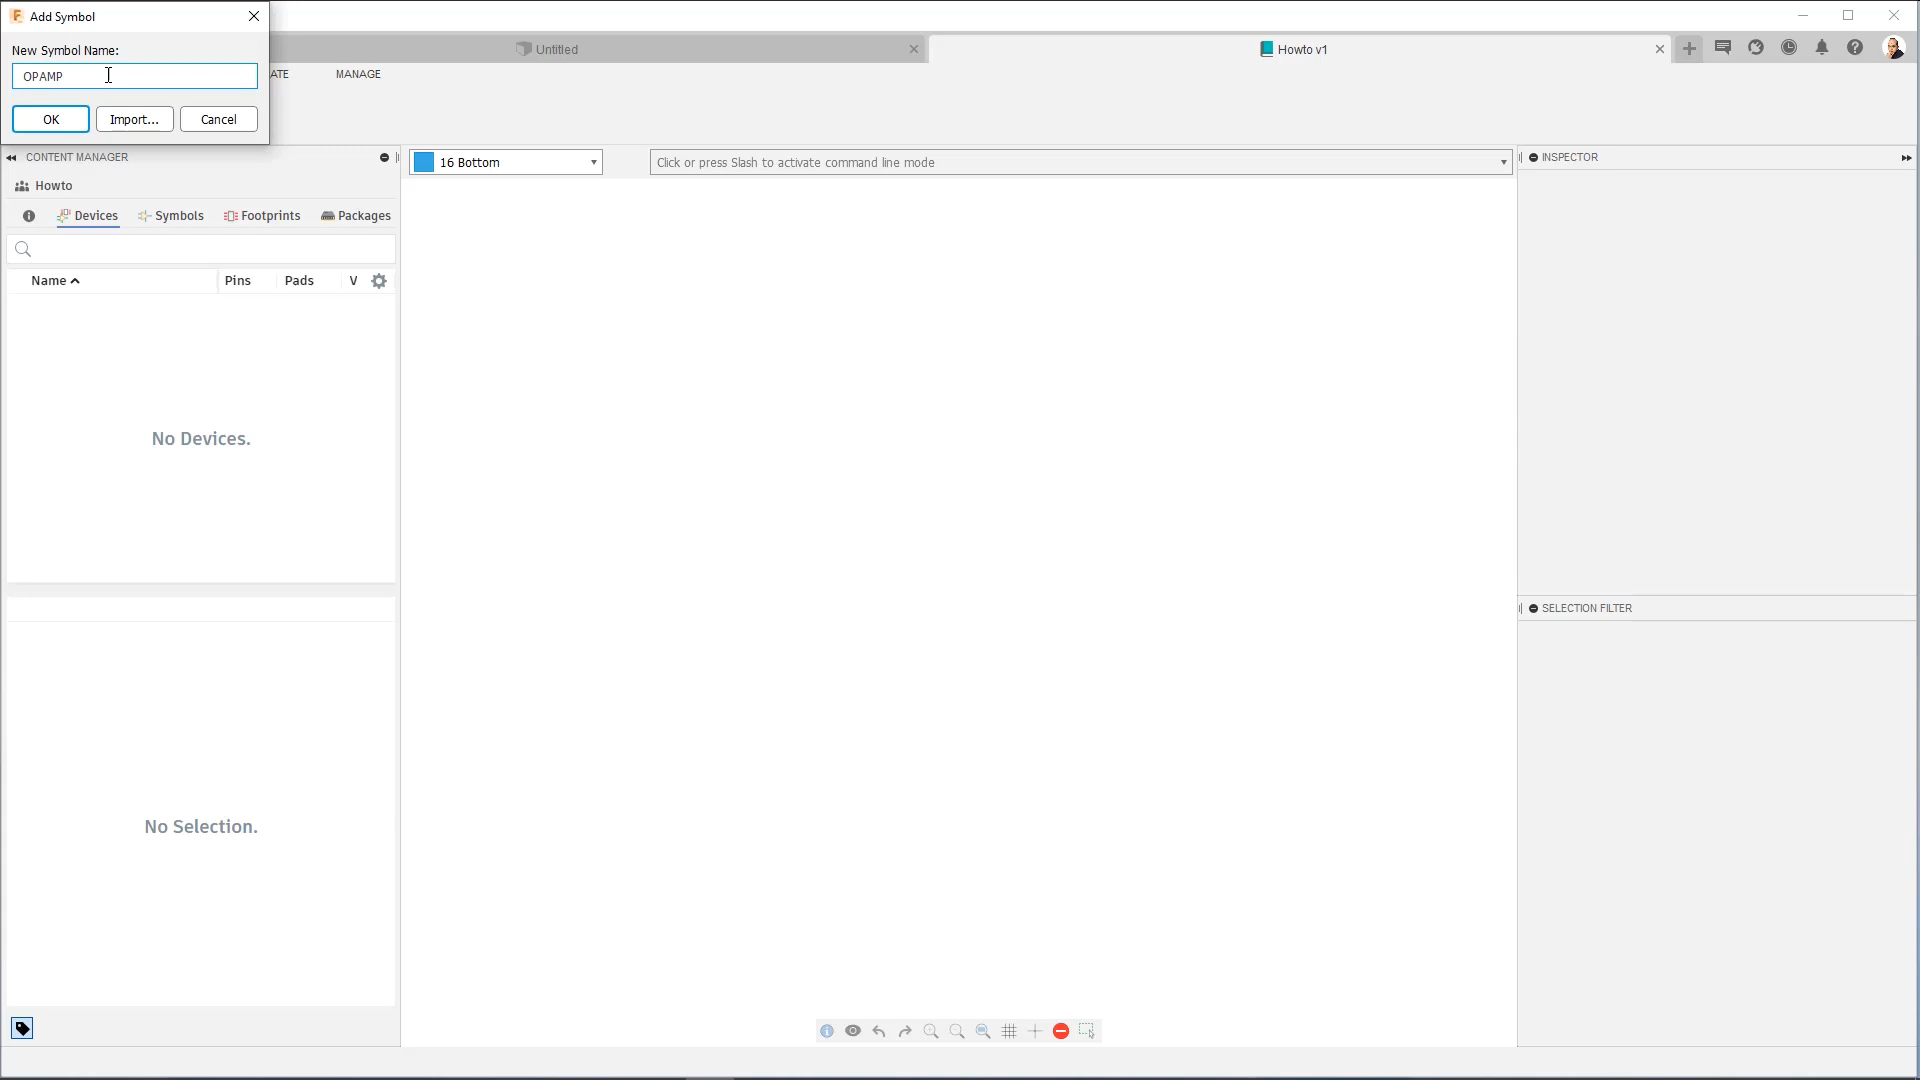 Add Symbol
New Symbol Name:
OPAMP
OK
Import...
Cancel
Untitled
Howto v1
ATE
MANAGE
CONTENT MANAGER
Howto
Devices
Symbols
Footprints
Packages
Name
Pins
Pads
V
No Devices.
No Selection.
16 Bottom
Click or press Slash to activate command line mode
INSPECTOR
SELECTION FILTER